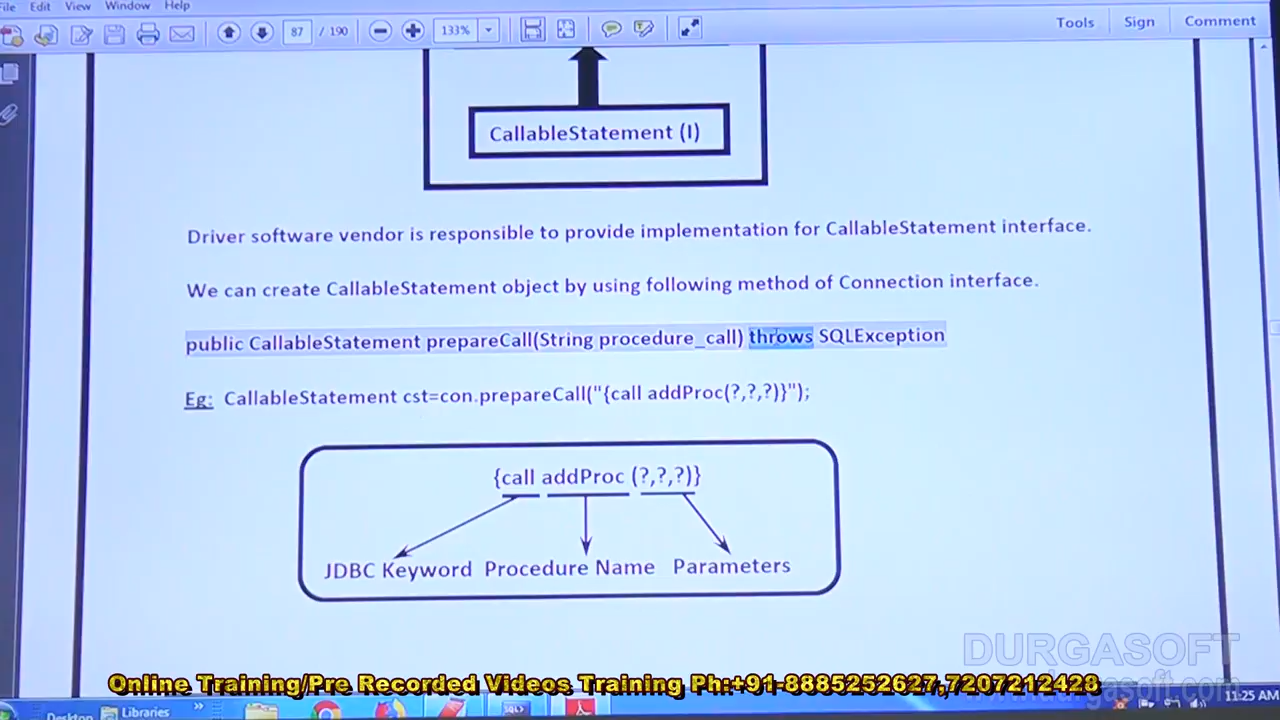 File Edit View Window Help
87 / 190 133% Tools Sign Comment
CallableStatement (I)
Driver software vendor is responsible to provide implementation for CallableStatement interface.
We can create CallableStatement object by using following method of Connection interface.
public CallableStatement prepareCall(String procedure_call) throws SQLException
Eg: CallableStatement cst=con.prepareCall("{call addProc(?,?,?)}");
{call addProc (?,?,?)}
JDBC Keyword Procedure Name Parameters
DURGASOFT
Online Training/Pre Recorded Videos Training Ph:+91-8885252627,7207212428
Desktop Libraries » 11:25 AM